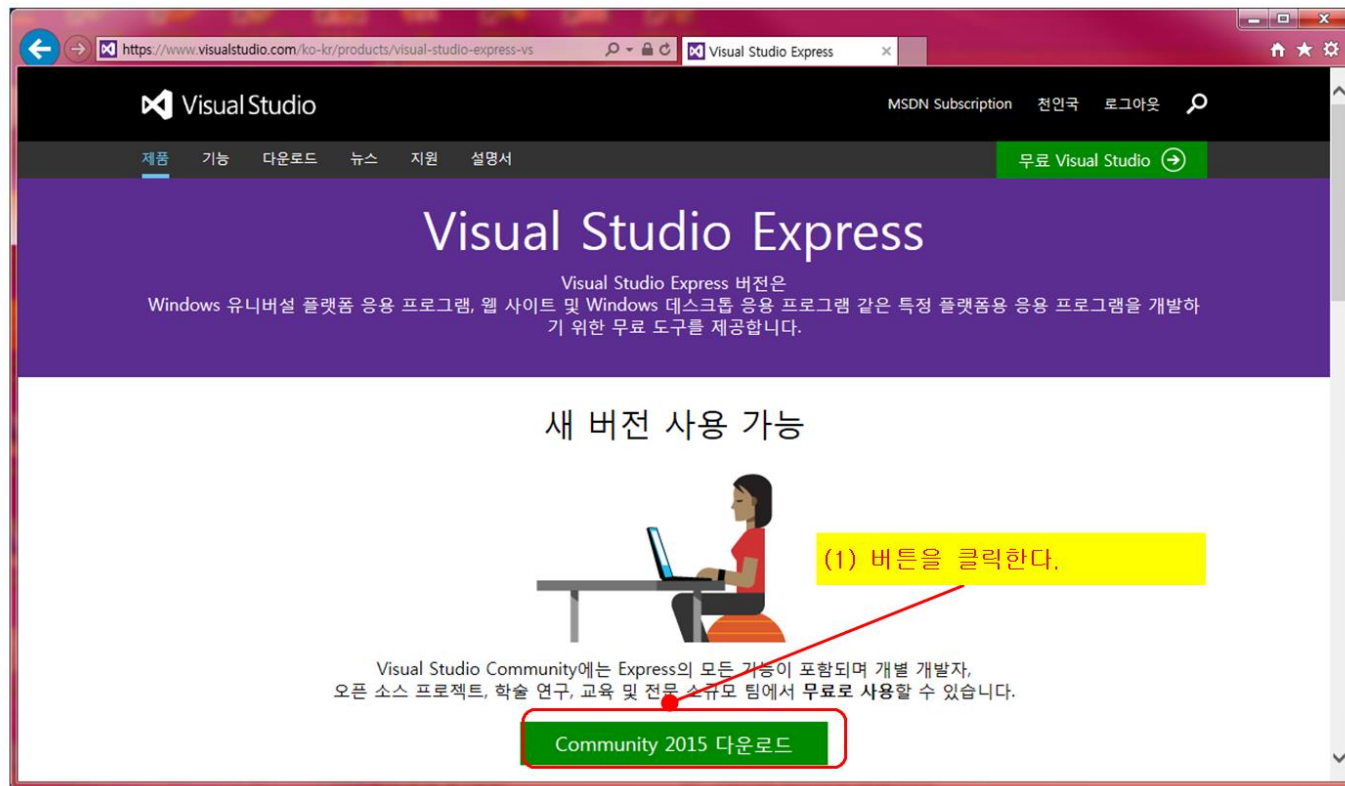 https://www.visualstudio.com/ko-kr/products/visual-studio-express-vs
Visual Studio Express
Visual Studio
MSDN Subscription 천인국 로그아웃
제품 기능 다운로드 뉴스 지원 설명서
무료 Visual Studio
Visual Studio Express
Visual Studio Express 버전은
Windows 유니버설 플랫폼 응용 프로그램, 웹 사이트 및 Windows 데스크톱 응용 프로그램 같은 특정 플랫폼용 응용 프로그램을 개발하
기 위한 무료 도구를 제공합니다.
새 버전 사용 가능
(1) 버튼을 클릭한다.
Visual Studio Community에는 Express의 모든 기능이 포함되며 개별 개발자,
오픈 소스 프로젝트, 학술 연구, 교육 및 전문 소규모 팀에서 무료로 사용할 수 있습니다.
Community 2015 다운로드